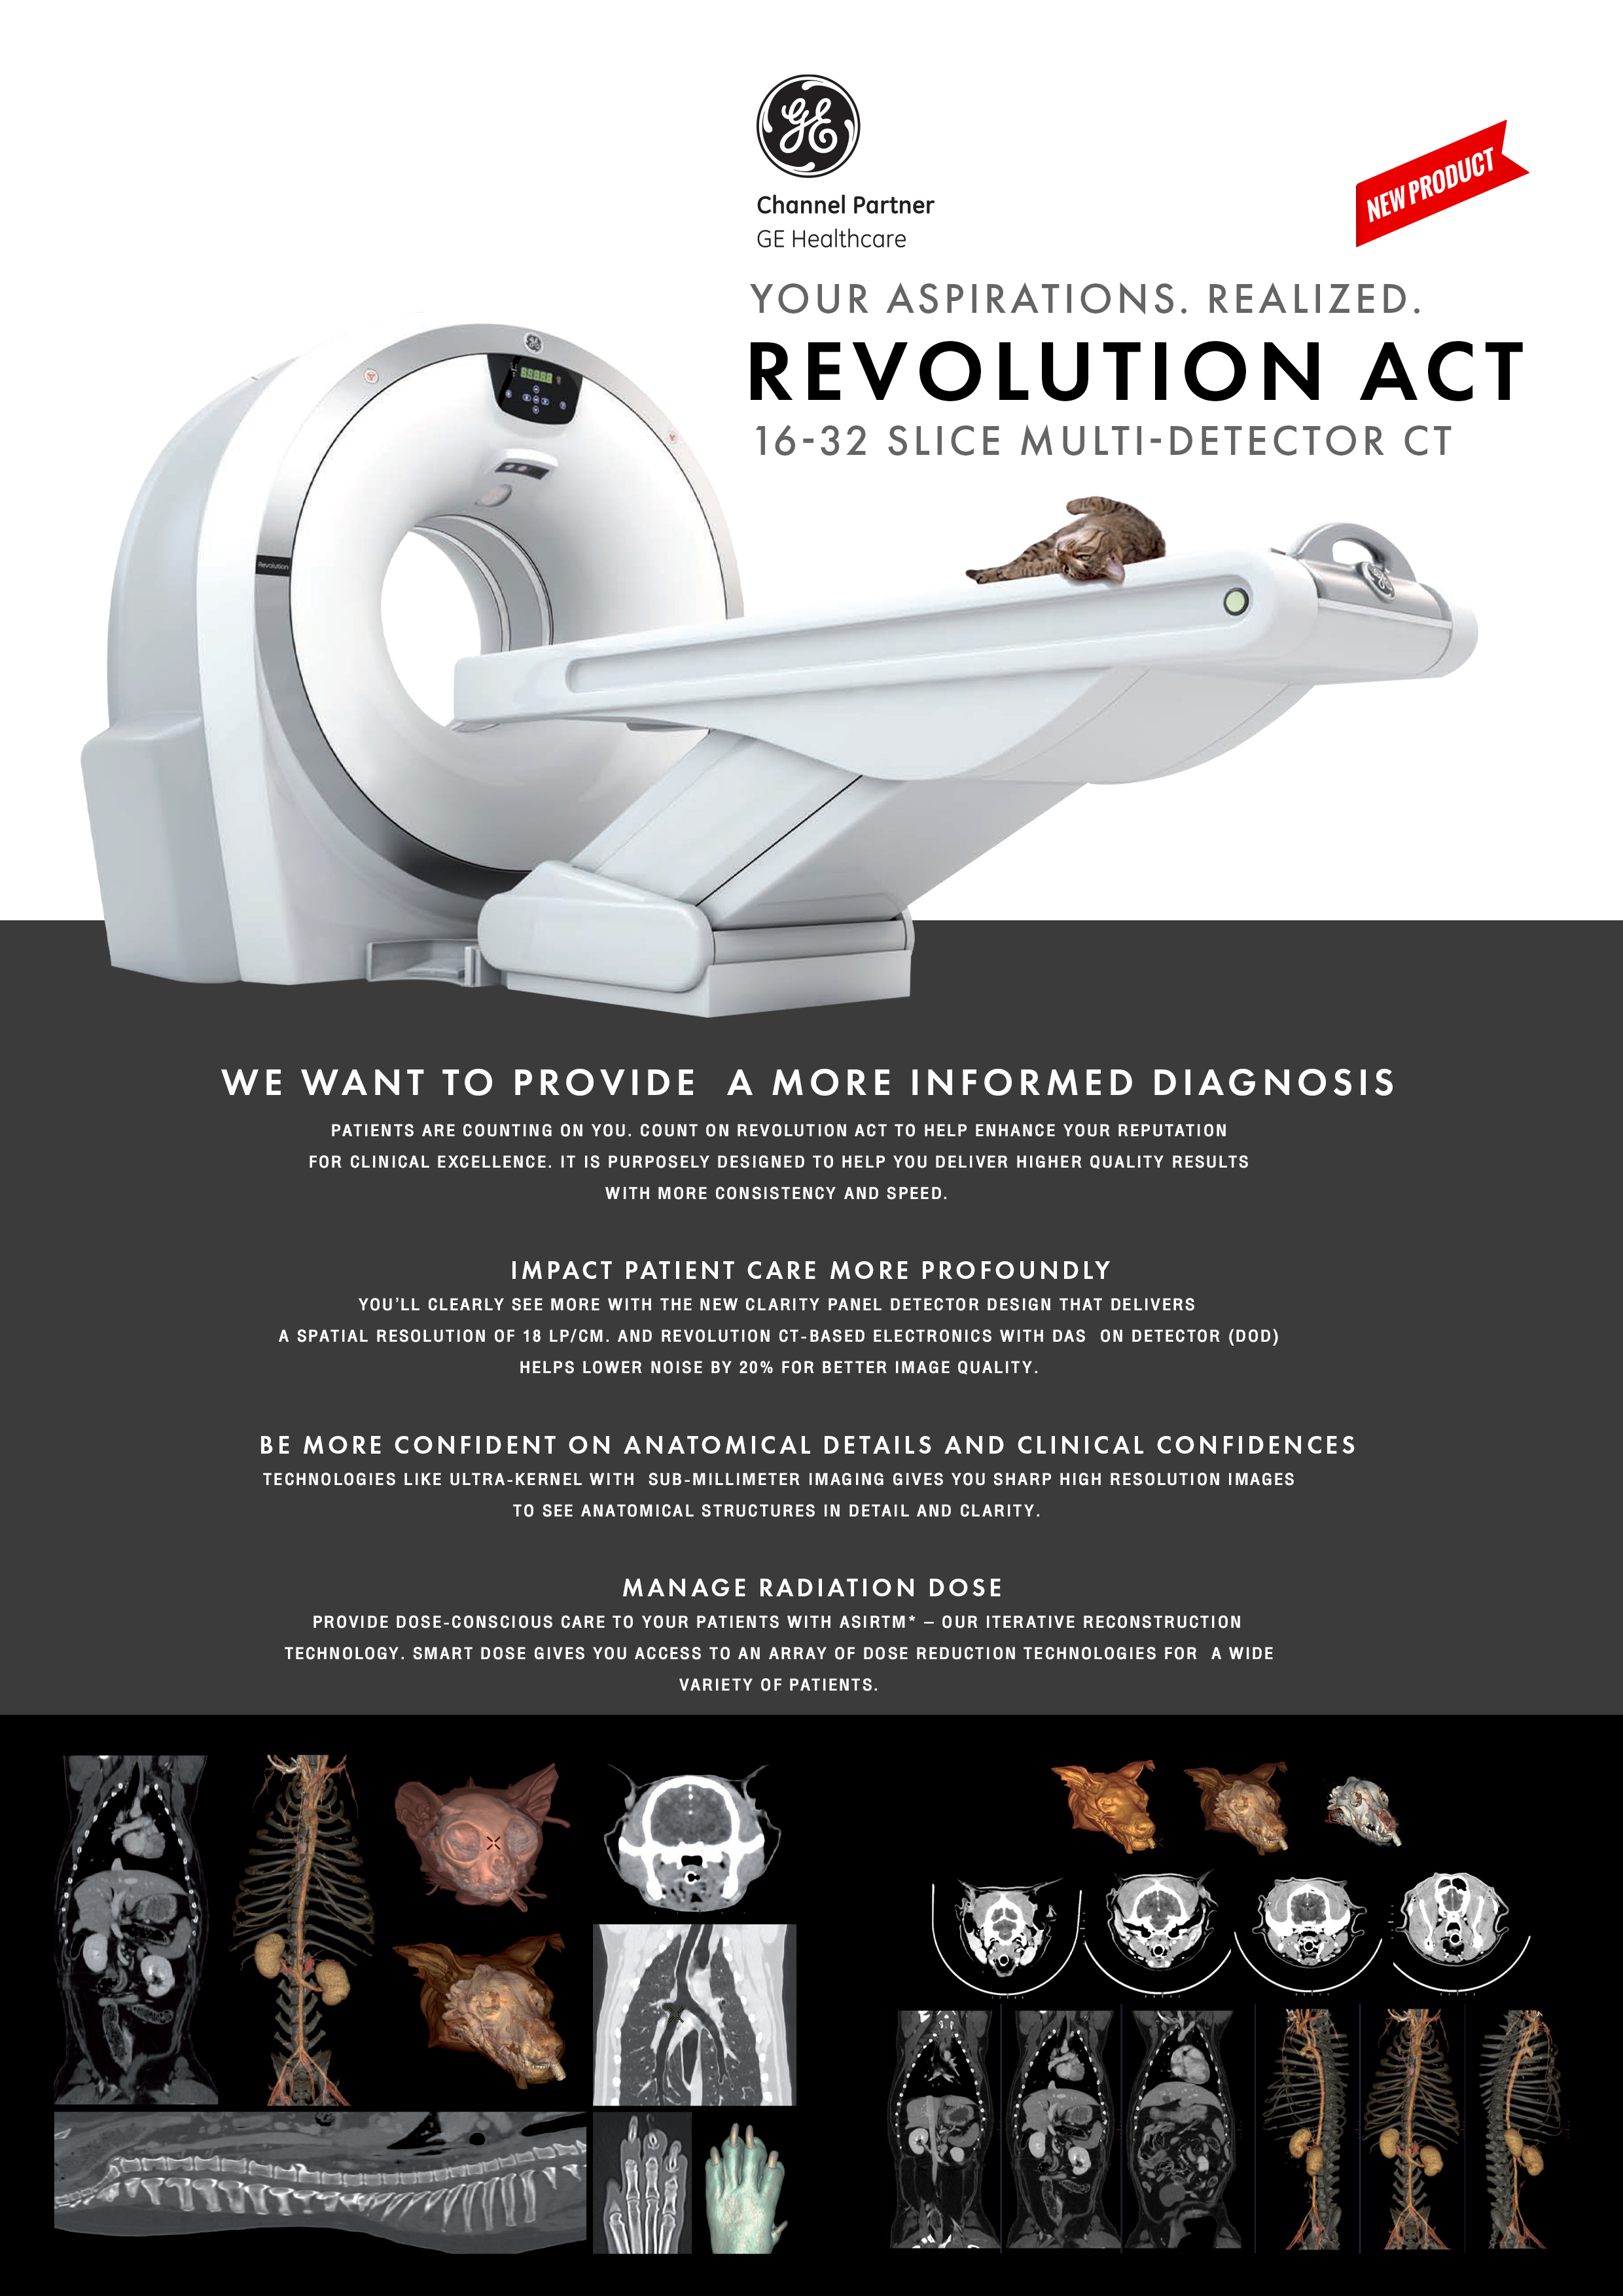 GE
Channel Partner
GE Healthcare
NEW PRODUCT
YOUR ASPIRATIONS. REALIZED.
REVOLUTION ACT
16-32 SLICE MULTI-DETECTOR CT
Revolution
WE WANT TO PROVIDE A MORE INFORMED DIAGNOSIS
PATIENTS ARE COUNTING ON YOU. COUNT ON REVOLUTION ACT TO HELP ENHANCE YOUR REPUTATION
FOR CLINICAL EXCELLENCE. IT IS PURPOSELY DESIGNED TO HELP YOU DELIVER HIGHER QUALITY RESULTS
WITH MORE CONSISTENCY AND SPEED.
IMPACT PATIENT CARE MORE PROFOUNDLY
YOU'LL CLEARLY SEE MORE WITH THE NEW CLARITY PANEL DETECTOR DESIGN THAT DELIVERS
A SPATIAL RESOLUTION OF 18 LP/CM. AND REVOLUTION CT-BASED ELECTRONICS WITH DAS ON DETECTOR (DOD)
HELPS LOWER NOISE BY 20% FOR BETTER IMAGE QUALITY.
BE MORE CONFIDENT ON ANATOMICAL DETAILS AND CLINICAL CONFIDENCES
TECHNOLOGIES LIKE ULTRA-KERNEL WITH SUB-MILLIMETER IMAGING GIVES YOU SHARP HIGH RESOLUTION IMAGES
TO SEE ANATOMICAL STRUCTURES IN DETAIL AND CLARITY.
MANAGE RADIATION DOSE
PROVIDE DOSE-CONSCIOUS CARE TO YOUR PATIENTS WITH ASIRTM* – OUR ITERATIVE RECONSTRUCTION
TECHNOLOGY. SMART DOSE GIVES YOU ACCESS TO AN ARRAY OF DOSE REDUCTION TECHNOLOGIES FOR A WIDE
VARIETY OF PATIENTS.